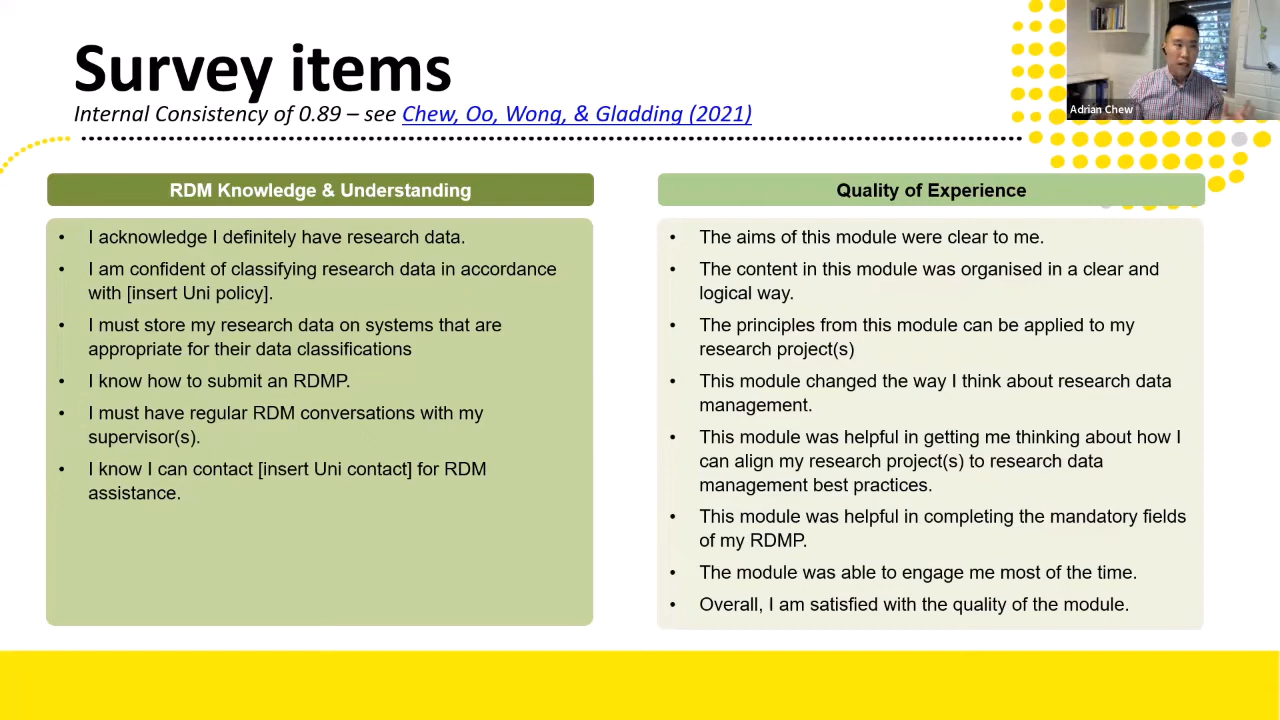 Survey items
Internal Consistency of 0.89 – see Chew, Oo, Wong, & Gladding (2021)
Adrian Chew
RDM Knowledge & Understanding
• I acknowledge I definitely have research data.
• I am confident of classifying research data in accordance
with [insert Uni policy].
• I must store my research data on systems that are
appropriate for their data classifications
• I know how to submit an RDMP.
• I must have regular RDM conversations with my
supervisor(s).
• I know I can contact [insert Uni contact] for RDM
assistance.
Quality of Experience
• The aims of this module were clear to me.
• The content in this module was organised in a clear and
logical way.
• The principles from this module can be applied to my
research project(s)
• This module changed the way I think about research data
management.
• This module was helpful in getting me thinking about how I
can align my research project(s) to research data
management best practices.
• This module was helpful in completing the mandatory fields
of my RDMP.
• The module was able to engage me most of the time.
• Overall, I am satisfied with the quality of the module.